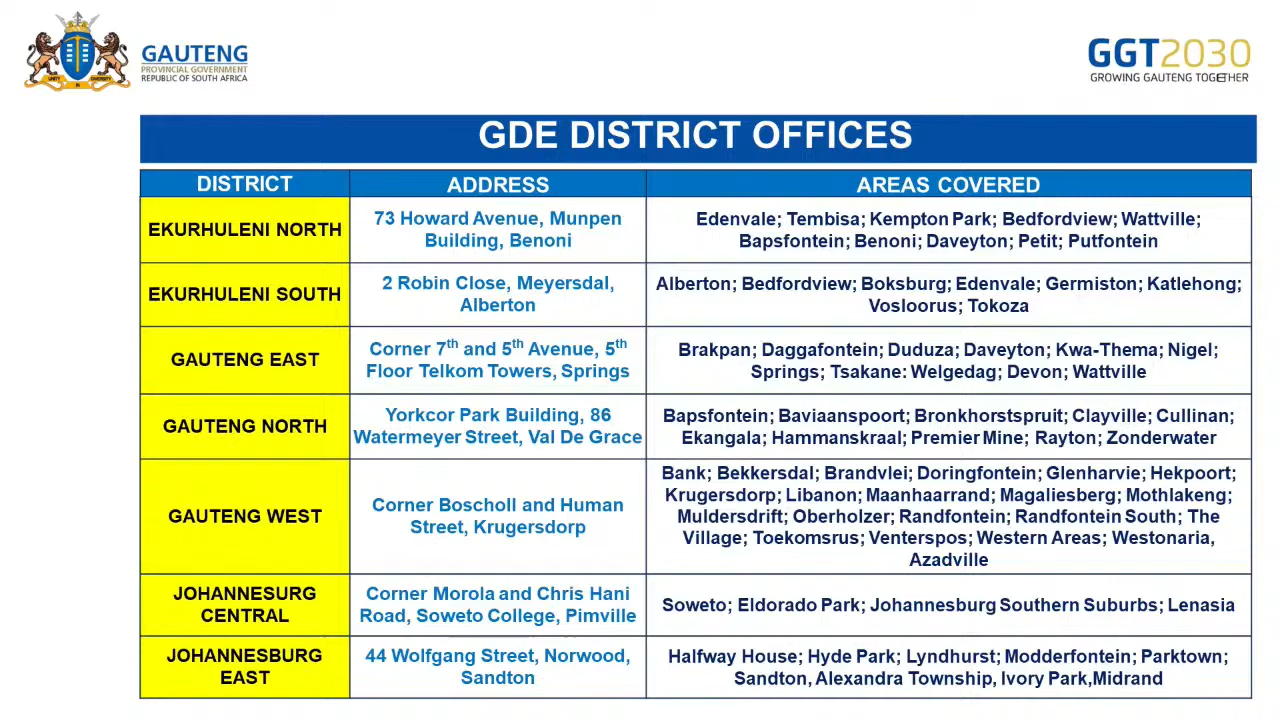 GAUTENG
PROVINCIAL GOVERNMENT
REPUBLIC OF SOUTH AFRICA
UNITY IN DIVERSITY
GGT2030
GROWING GAUTENG TOGETHER
GDE DISTRICT OFFICES
DISTRICT
ADDRESS
AREAS COVERED
EKURHULENI NORTH
73 Howard Avenue, Munpen
Building, Benoni
Edenvale; Tembisa; Kempton Park; Bedfordview; Wattville;
Bapsfontein; Benoni; Daveyton; Petit; Putfontein
EKURHULENI SOUTH
2 Robin Close, Meyersdal,
Alberton
Alberton; Bedfordview; Boksburg; Edenvale; Germiston; Katlehong;
Vosloorus; Tokoza
GAUTENG EAST
Corner 7th and 5th Avenue, 5th
Floor Telkom Towers, Springs
Brakpan; Daggafontein; Duduza; Daveyton; Kwa-Thema; Nigel;
Springs; Tsakane: Welgedag; Devon; Wattville
GAUTENG NORTH
Yorkcor Park Building, 86
Watermeyer Street, Val De Grace
Bapsfontein; Baviaanspoort; Bronkhorstspruit; Clayville; Cullinan;
Ekangala; Hammanskraal; Premier Mine; Rayton; Zonderwater
GAUTENG WEST
Corner Boscholl and Human
Street, Krugersdorp
Bank; Bekkersdal; Brandvlei; Doringfontein; Glenharvie; Hekpoort;
Krugersdorp; Libanon; Maanhaarrand; Magaliesberg; Mothlakeng;
Muldersdrift; Oberholzer; Randfontein; Randfontein South; The
Village; Toekomsrus; Venterspos; Western Areas; Westonaria,
Azadville
JOHANNESURG
CENTRAL
Corner Morola and Chris Hani
Road, Soweto College, Pimville
Soweto; Eldorado Park; Johannesburg Southern Suburbs; Lenasia
JOHANNESBURG
EAST
44 Wolfgang Street, Norwood,
Sandton
Halfway House; Hyde Park; Lyndhurst; Modderfontein; Parktown;
Sandton, Alexandra Township, Ivory Park,Midrand